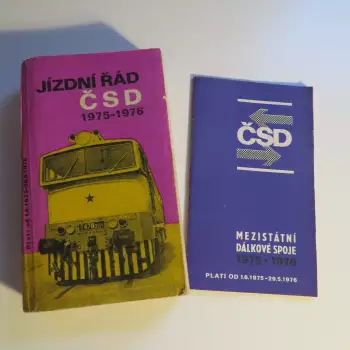 JÍZDNÍ ŘÁD
ČSD
1975-1976
ČSD
MEZISTÁTNÍ
DÁLKOVÉ SPOJE
1975 - 1976
PLATÍ OD 1.6.1975-29.5.1976